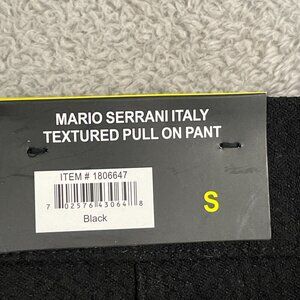 MARIO SERRANI ITALY
TEXTURED PULL ON PANT
ITEM # 1806647
7 02576 43064 8
Black
S